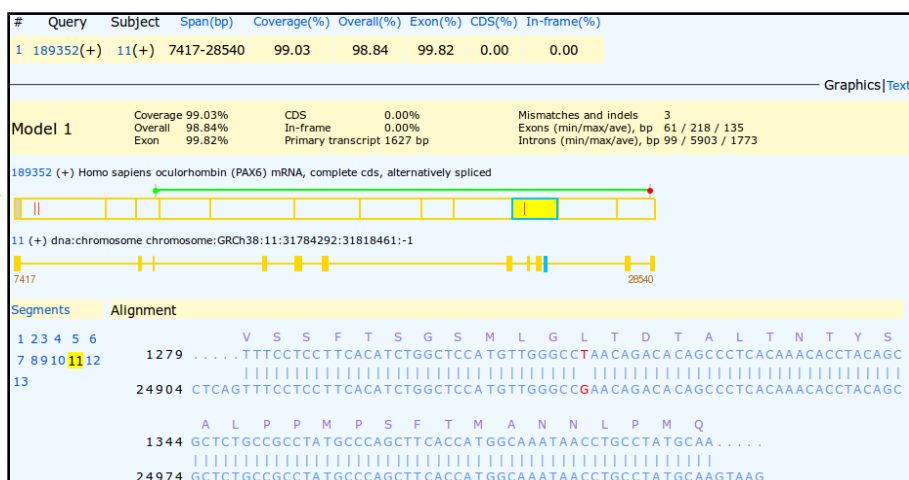 # Query Subject Span(bp) Coverage(%) Overall(%) Exon(%) CDS(%) In-frame(%)
1 189352(+) 11(+) 7417-28540 99.03 98.84 99.82 0.00 0.00
Graphics|Text
Model 1
Coverage 99.03% CDS 0.00% Mismatches and indels 3
Overall 98.84% In-frame 0.00% Exons (min/max/ave), bp 61 / 218 / 135
Exon 99.82% Primary transcript 1627 bp Introns (min/max/ave), bp 99 / 5903 / 1773
189352 (+) Homo sapiens oculorhombin (PAX6) mRNA, complete cds, alternatively spliced
11 (+) dna:chromosome chromosome:GRCh38:11:31784292:31818461:-1
7417 28540
Segments Alignment
1 2 3 4 5 6
7 8 9 10 11 12
13
V S S F T S G S M L G L T D T A L T N T Y S
1279 .....TTTCCTCCTTCACATCTGGCTCCATGTTGGGCCTAACAGACACAGCCCTCACAAACACCTACAGC
24904 CTCAGTTTCCTCCTTCACATCTGGCTCCATGTTGGGCCGAACAGACACAGCCCTCACAAACACCTACAGC
A L P P M P S F T M A N N L P M Q
1344 GCTCTGCCGCCTATGCCCAGCTTCACCATGGCAAATAACCTGCCTATGCAA.....
24974 GCTCTGCCGCCTATGCCCAGCTTCACCATGGCAAATAACCTGCCTATGCAAGTAAG